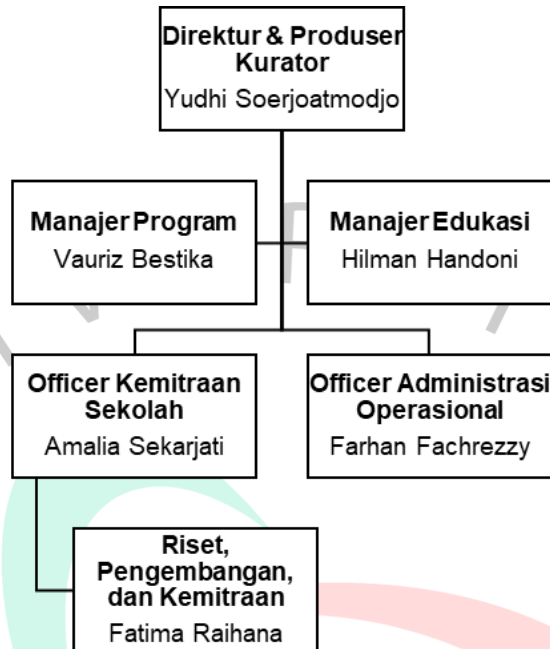 Direktur & Produser
Kurator
Yudhi Soerjoatmodjo
Manajer Program
Vauriz Bestika
Manajer Edukasi
Hilman Handoni
Officer Kemitraan
Sekolah
Amalia Sekarjati
Officer Administrasi
Operasional
Farhan Fachrezzy
Riset,
Pengembangan,
dan Kemitraan
Fatima Raihana